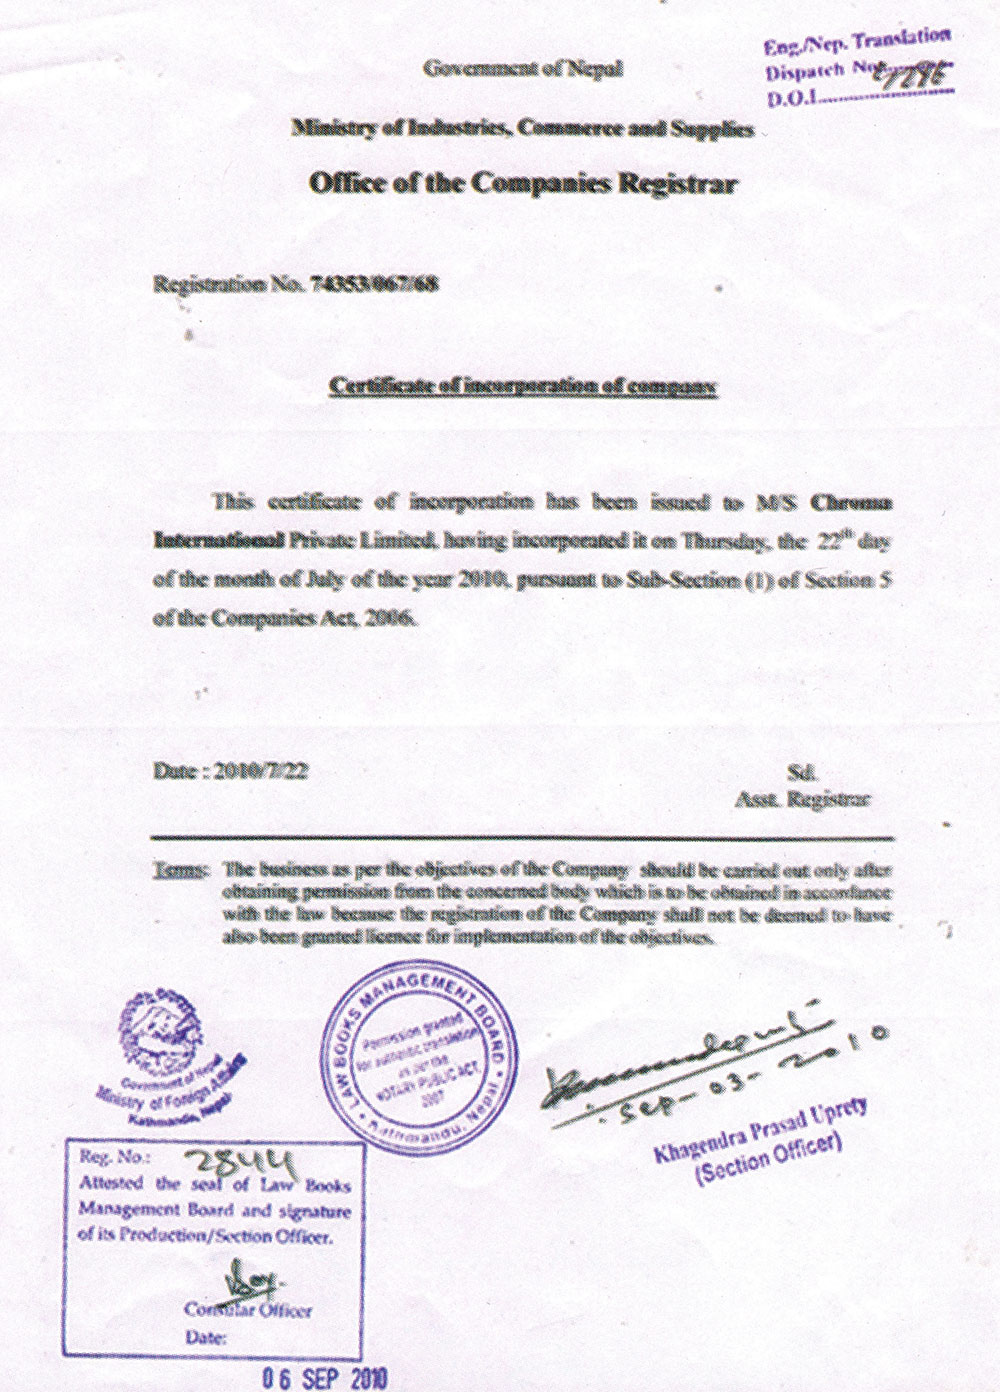 Eng./Nep. Translation
Dispatch No.
D.O.I.
Government of Nepal
Ministry of Industries, Commerce and Supplies
Office of the Companies Registrar
Registration No. 74353/067/68
Certificate of incorporation of company
This certificate of incorporation has been issued to M/S Chroma
International Private Limited, having incorporated it on Thursday, the 22th day
of the month of July of the year 2010, pursuant to Sub-Section (1) of Section 5
of the Companies Act, 2006.
Date : 2010/7/22
Sd.
Asst. Registrar
Terms: The business as per the objectives of the Company should be carried out only after
obtaining permission from the concerned body which is to be obtained in accordance
with the law because the registration of the Company shall not be deemed to have
also been granted licence for implementation of the objectives.
Government of Nepal
Ministry of Foreign Affairs
Kathmandu, Nepal
LAW BOOKS MANAGEMENT BOARD
Kathmandu, Nepal
Permission granted
for authentic translation
as per the
NOTARY PUBLIC ACT,
2007
SEP-03-2010
Khagendra Prasad Uprety
(Section Officer)
Reg. No.: 2844
Attested the seal of Law Books
Management Board and signature
of its Production/Section Officer.
Consular Officer
Date:
06 SEP 2010